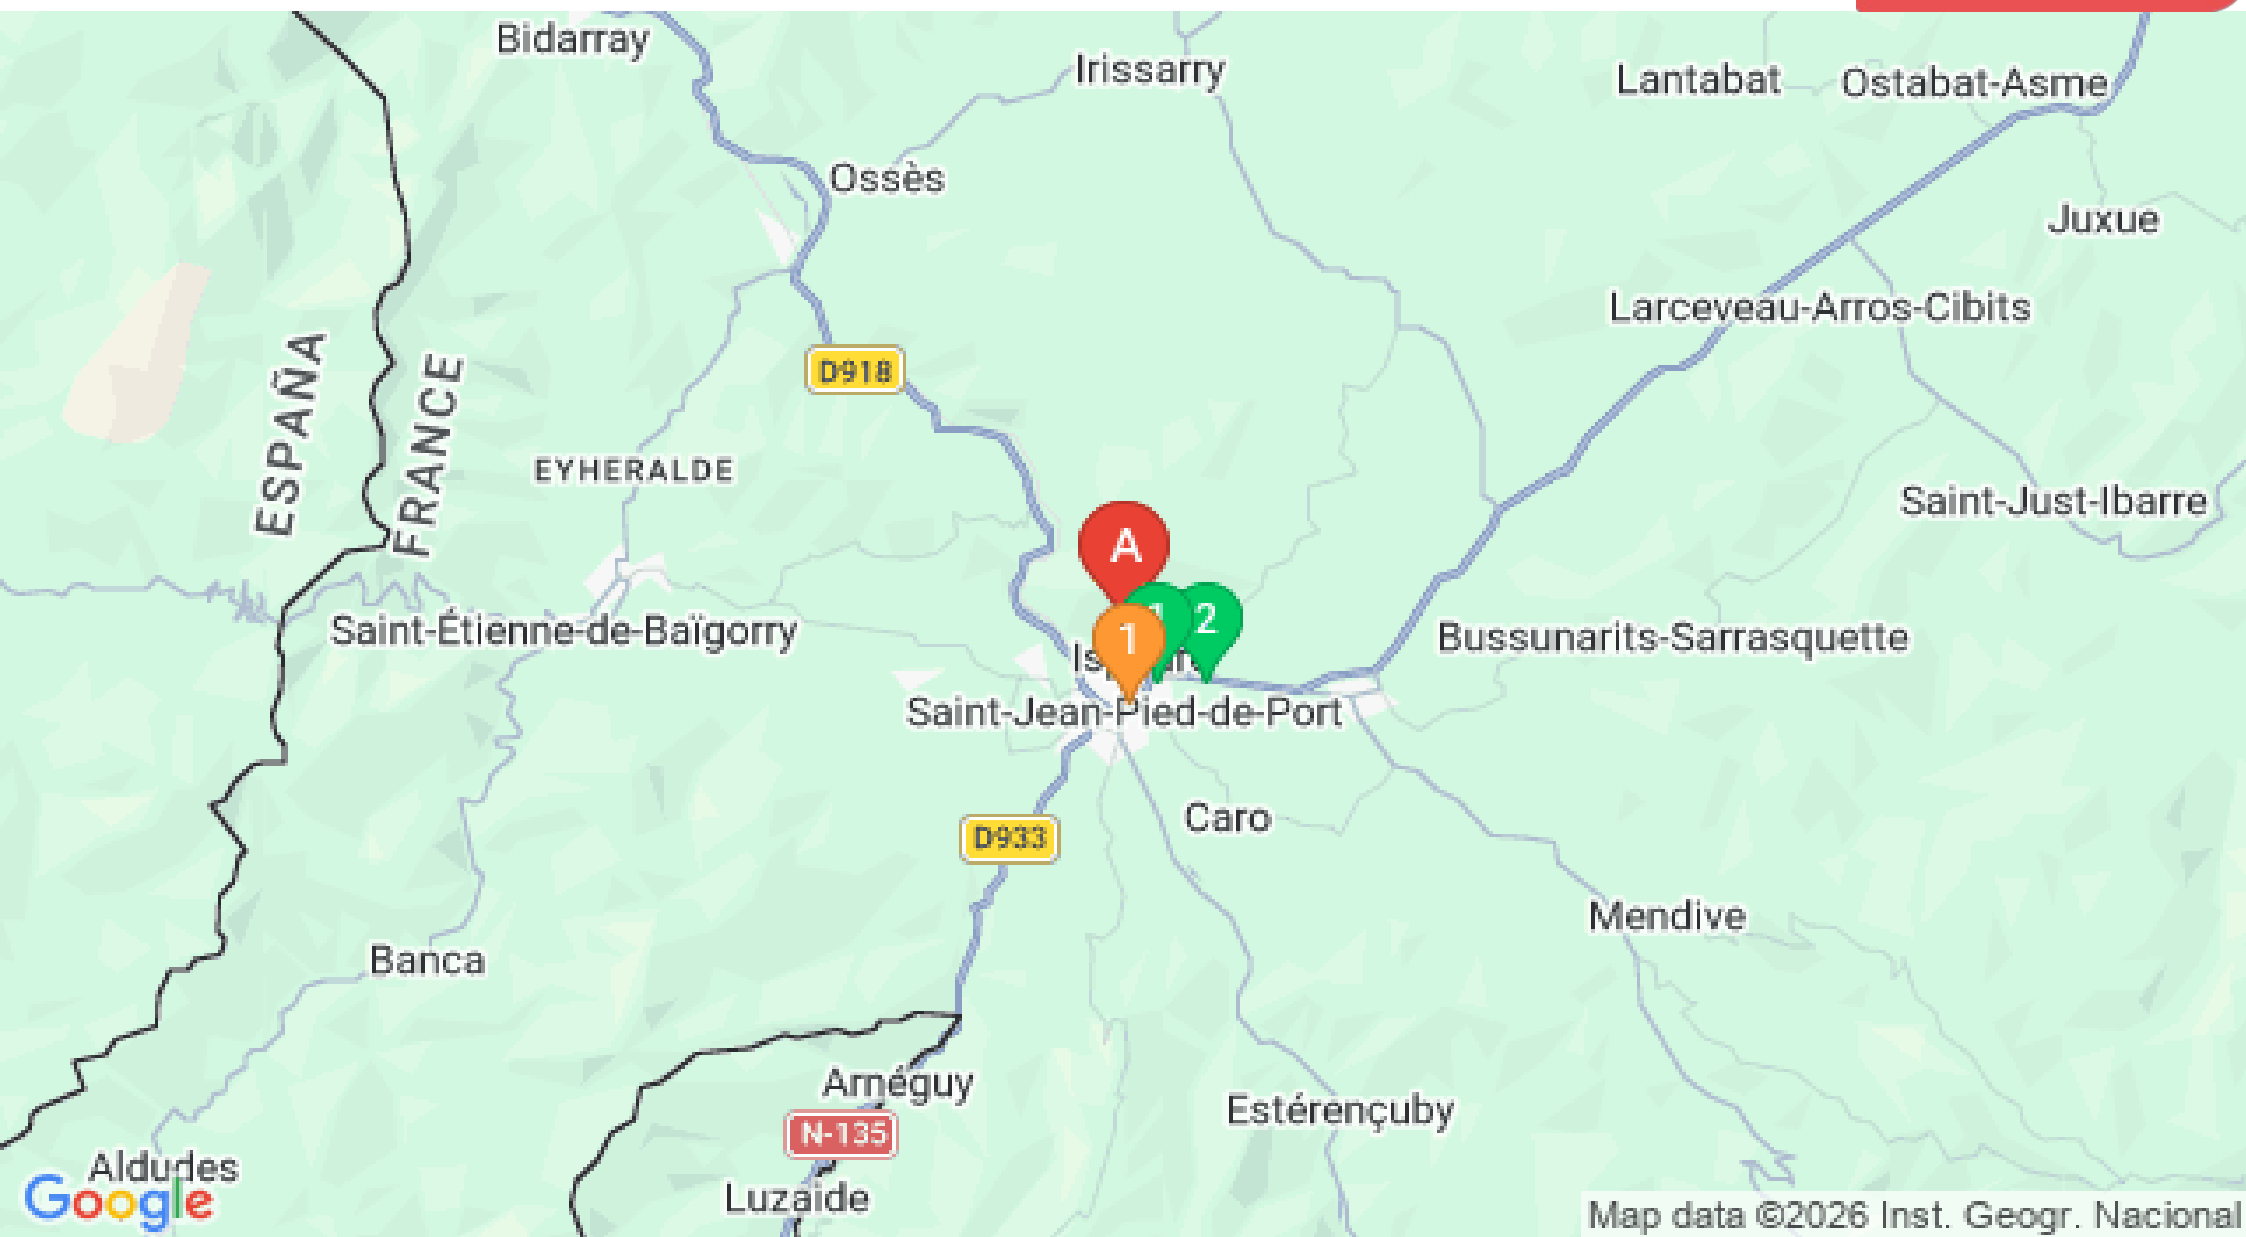 Bidarray
Irissarry
Lantabat
Ostabat-Asme
Ossès
Juxue
Larceveau-Arros-Cibits
ESPAÑA
FRANCE
D918
EYHERALDE
Saint-Just-Ibarre
A
1
2
1
Saint-Étienne-de-Baïgorry
Bussunarits-Sarrasquette
Saint-Jean-Pied-de-Port
Caro
D933
Mendive
Banca
Arnéguy
Estérençuby
N-135
Aldudes
Luzaide
Google
Map data ©2026 Inst. Geogr. Nacional